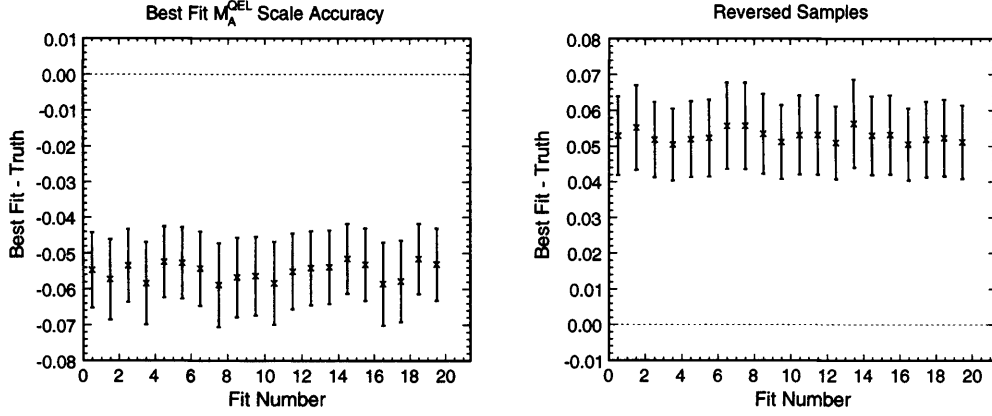 Best Fit M_A^QEL Scale Accuracy
Best Fit - Truth
0.01
0.00
-0.01
-0.02
-0.03
-0.04
-0.05
-0.06
-0.07
-0.08
0 2 4 6 8 10 12 14 16 18 20
Fit Number
Reversed Samples
Best Fit - Truth
0.08
0.07
0.06
0.05
0.04
0.03
0.02
0.01
0.00
-0.01
0 2 4 6 8 10 12 14 16 18 20
Fit Number